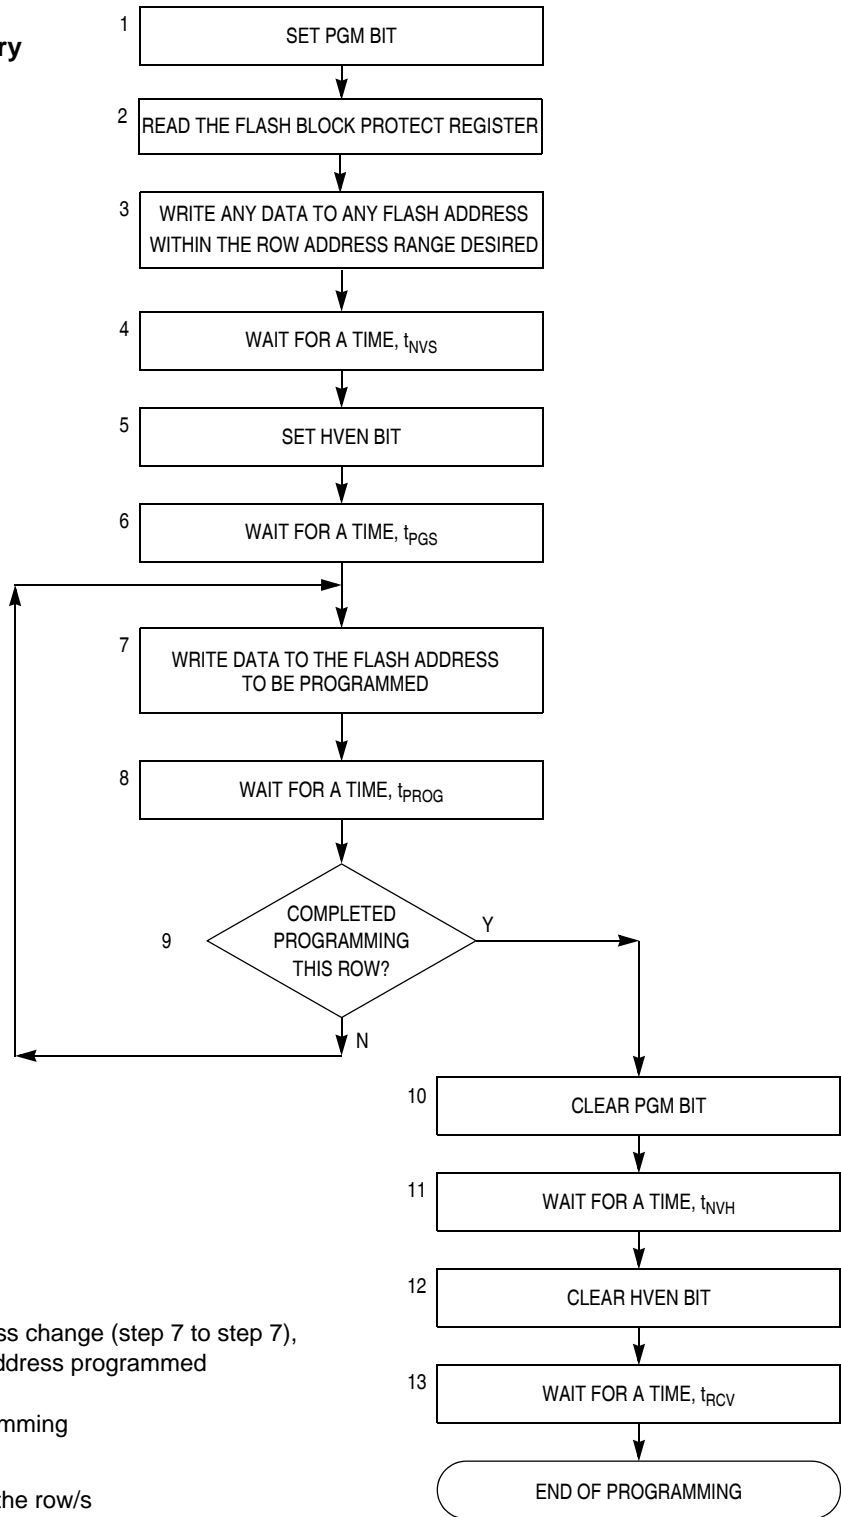 ry
1
SET PGM BIT
2
READ THE FLASH BLOCK PROTECT REGISTER
3
WRITE ANY DATA TO ANY FLASH ADDRESS
WITHIN THE ROW ADDRESS RANGE DESIRED
4
WAIT FOR A TIME, tNVS
5
SET HVEN BIT
6
WAIT FOR A TIME, tPGS
7
WRITE DATA TO THE FLASH ADDRESS
TO BE PROGRAMMED
8
WAIT FOR A TIME, tPROG
9
COMPLETED
PROGRAMMING
THIS ROW?
Y
N
10
CLEAR PGM BIT
11
WAIT FOR A TIME, tNVH
12
CLEAR HVEN BIT
13
WAIT FOR A TIME, tRCV
END OF PROGRAMMING
ss change (step 7 to step 7),
ddress programmed
mming
the row/s